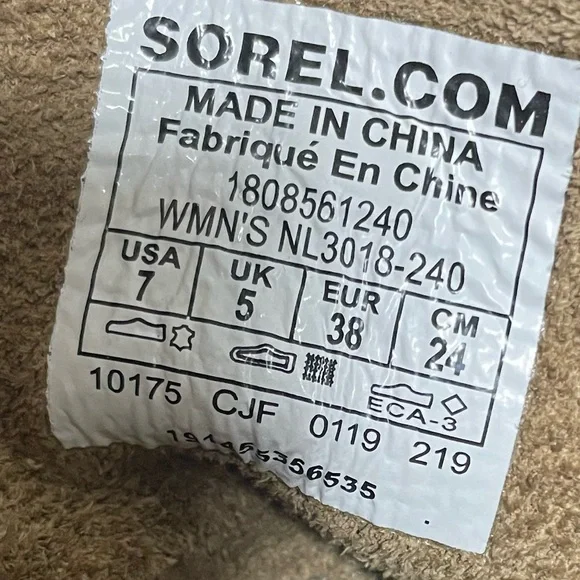 SOREL.COM
MADE IN CHINA
Fabriqué En Chine
1808561240
WMN'S NL3018-240
USA UK EUR CM
7 5 38 24
ECA-3
10175 CJF 0119 219